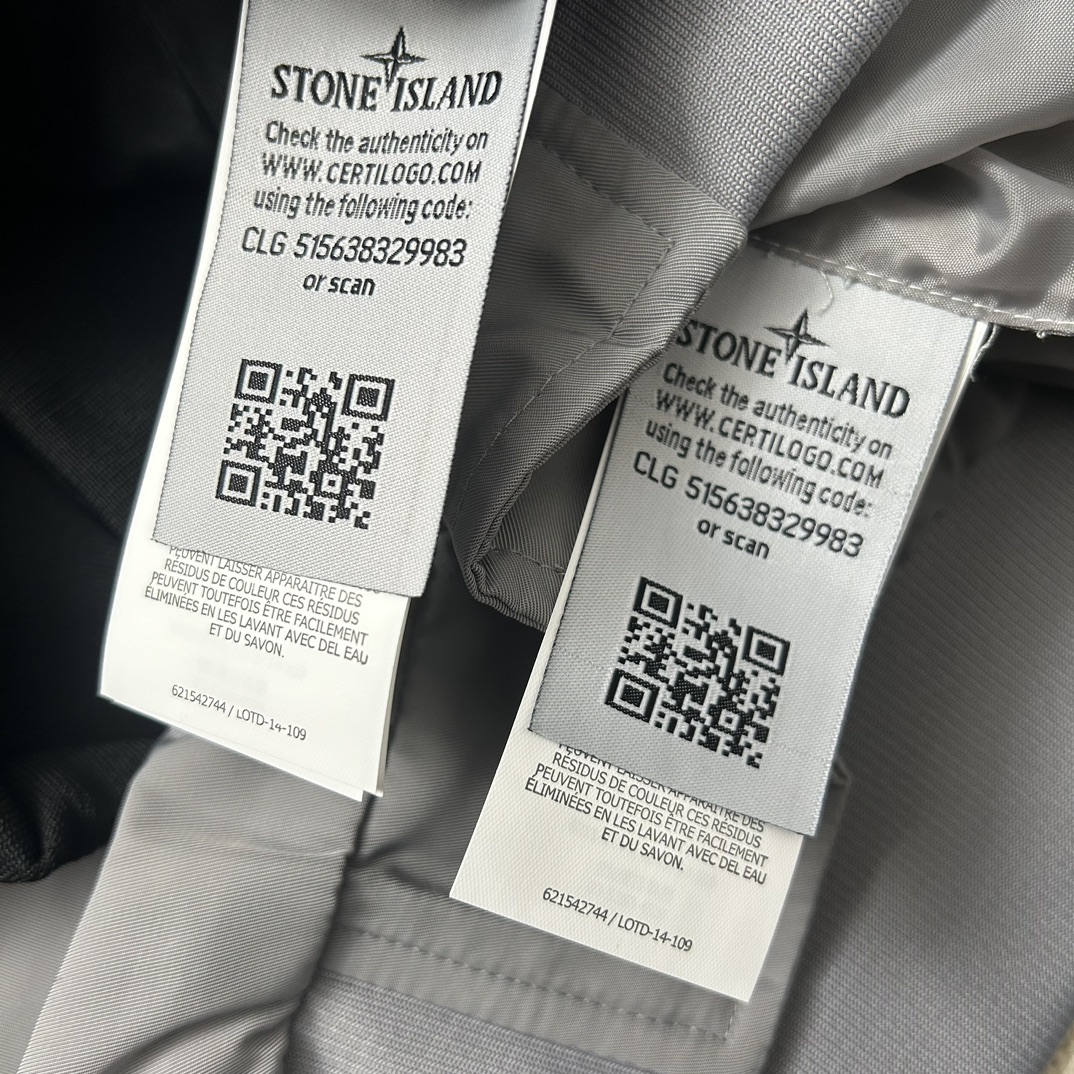 STONE ISLAND
Check the authenticity on
WWW.CERTILOGO.COM
using the following code:
CLG 515638329983
or scan
PEUVENT LAISSER APPARAITRE DES
RÉSIDUS DE COULEUR CES RÉSIDUS
PEUVENT TOUTEFOIS ÊTRE FACILEMENT
ÉLIMINÉES EN LES LAVANT AVEC DEL EAU
ET DU SAVON.
621542744 / LOTD-14-109
STONE ISLAND
Check the authenticity on
WWW.CERTILOGO.COM
using the following code:
CLG 515638329983
or scan
PEUVENT LAISSER APPARAITRE DES
RÉSIDUS DE COULEUR CES RÉSIDUS
PEUVENT TOUTEFOIS ÊTRE FACILEMENT
ÉLIMINÉES EN LES LAVANT AVEC DEL EAU
ET DU SAVON.
621542744 / LOTD-14-109